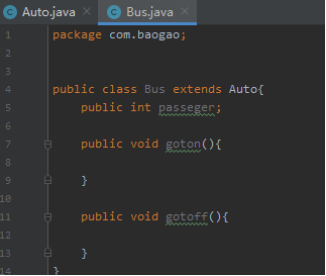 Auto.java × Bus.java ×
1 package com.baogao;
2
3
4 public class Bus extends Auto{
5 public int passeger;
6
7 public void goton(){
8
9 }
10
11 public void gotoff(){
12
13 }
14 }